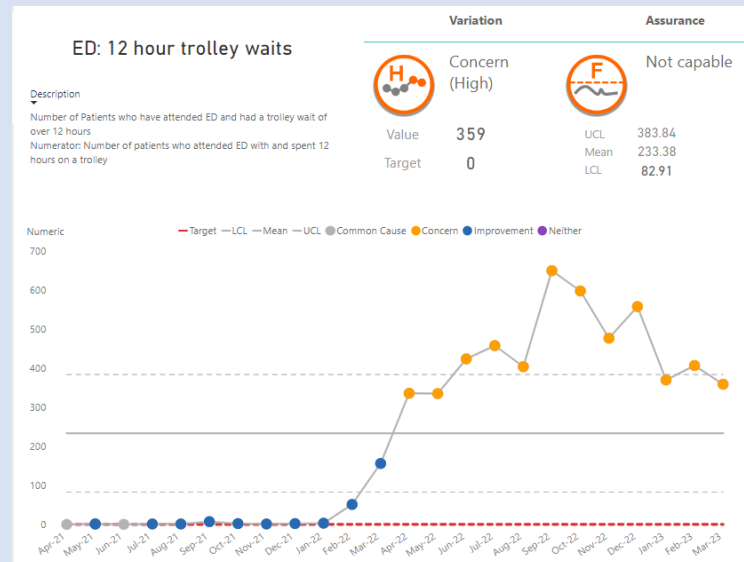 Variation
Assurance
ED: 12 hour trolley waits
H
Concern
(High)
F
Not capable
Description
Number of Patients who have attended ED and had a trolley wait of
over 12 hours
Numerator: Number of patients who attended ED with and spent 12
hours on a trolley
Value 359
Target 0
UCL 383.84
Mean 233.38
LCL 82.91
Numeric
Target LCL Mean UCL Common Cause Concern Improvement Neither
700
600
500
400
300
200
100
0
Apr-21 May-21 Jun-21 Jul-21 Aug-21 Sep-21 Oct-21 Nov-21 Dec-21 Jan-22 Feb-22 Mar-22 Apr-22 May-22 Jun-22 Jul-22 Aug-22 Sep-22 Oct-22 Nov-22 Dec-22 Jan-23 Feb-23 Mar-23